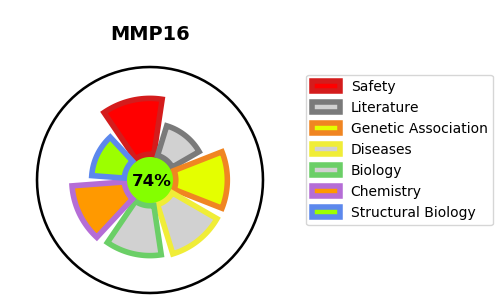 MMP16
74%
Safety
Literature
Genetic Association
Diseases
Biology
Chemistry
Structural Biology